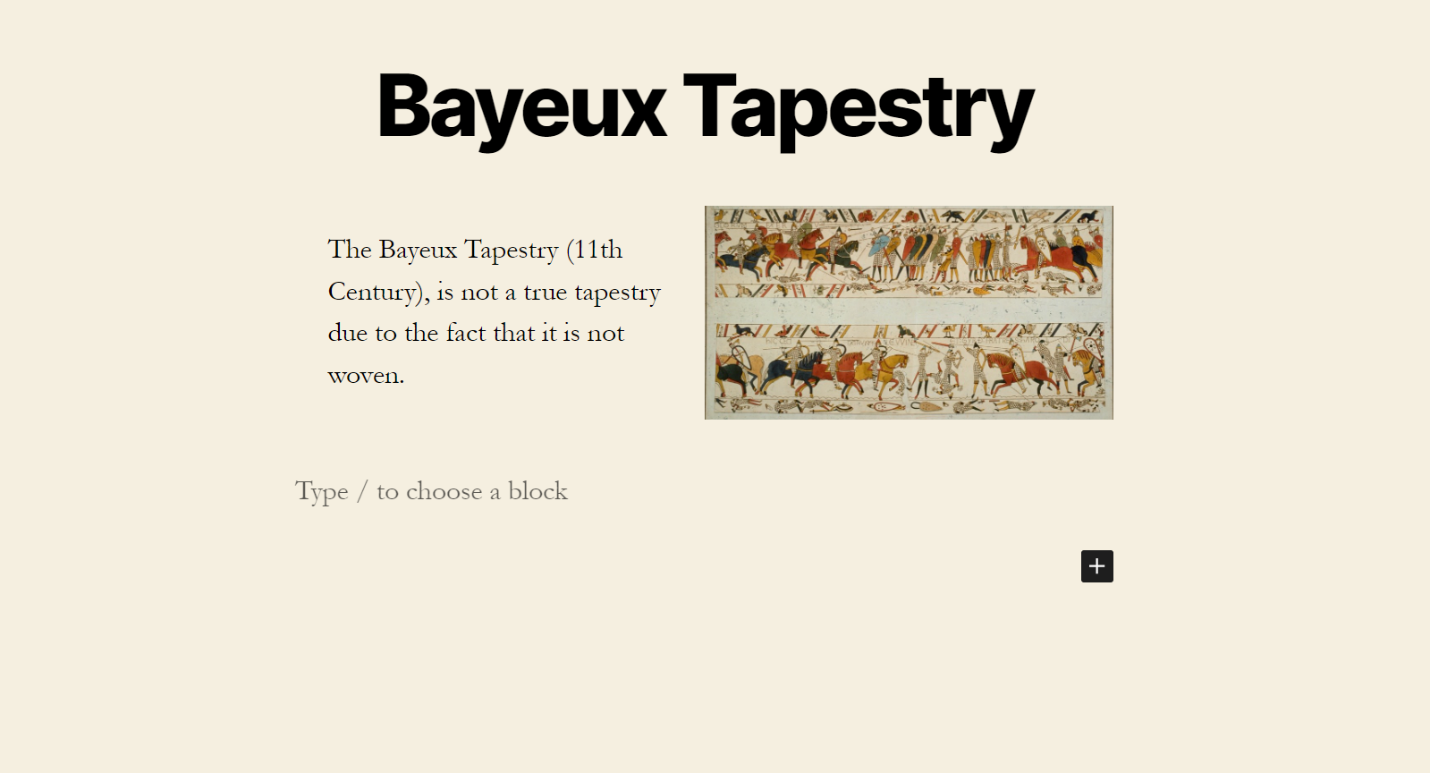 Bayeux Tapestry
The Bayeux Tapestry (11th
Century), is not a true tapestry
due to the fact that it is not
woven.
Type / to choose a block